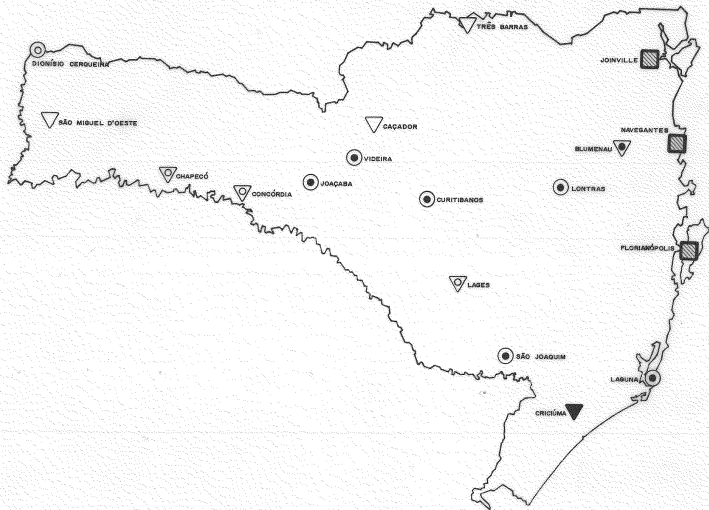 TRÊS BARRAS
DIONÍSIO CERQUEIRA
JOINVILLE
SÃO MIGUEL D'OESTE
CAÇADOR
NAVEGANTES
BLUMENAU
VIDEIRA
CHAPECÓ
JOAÇABA
CONCÓRDIA
CURITIBANOS
LONTRAS
FLORIANÓPOLIS
LAGES
SÃO JOAQUIM
LAGUNA
CRICIÚMA